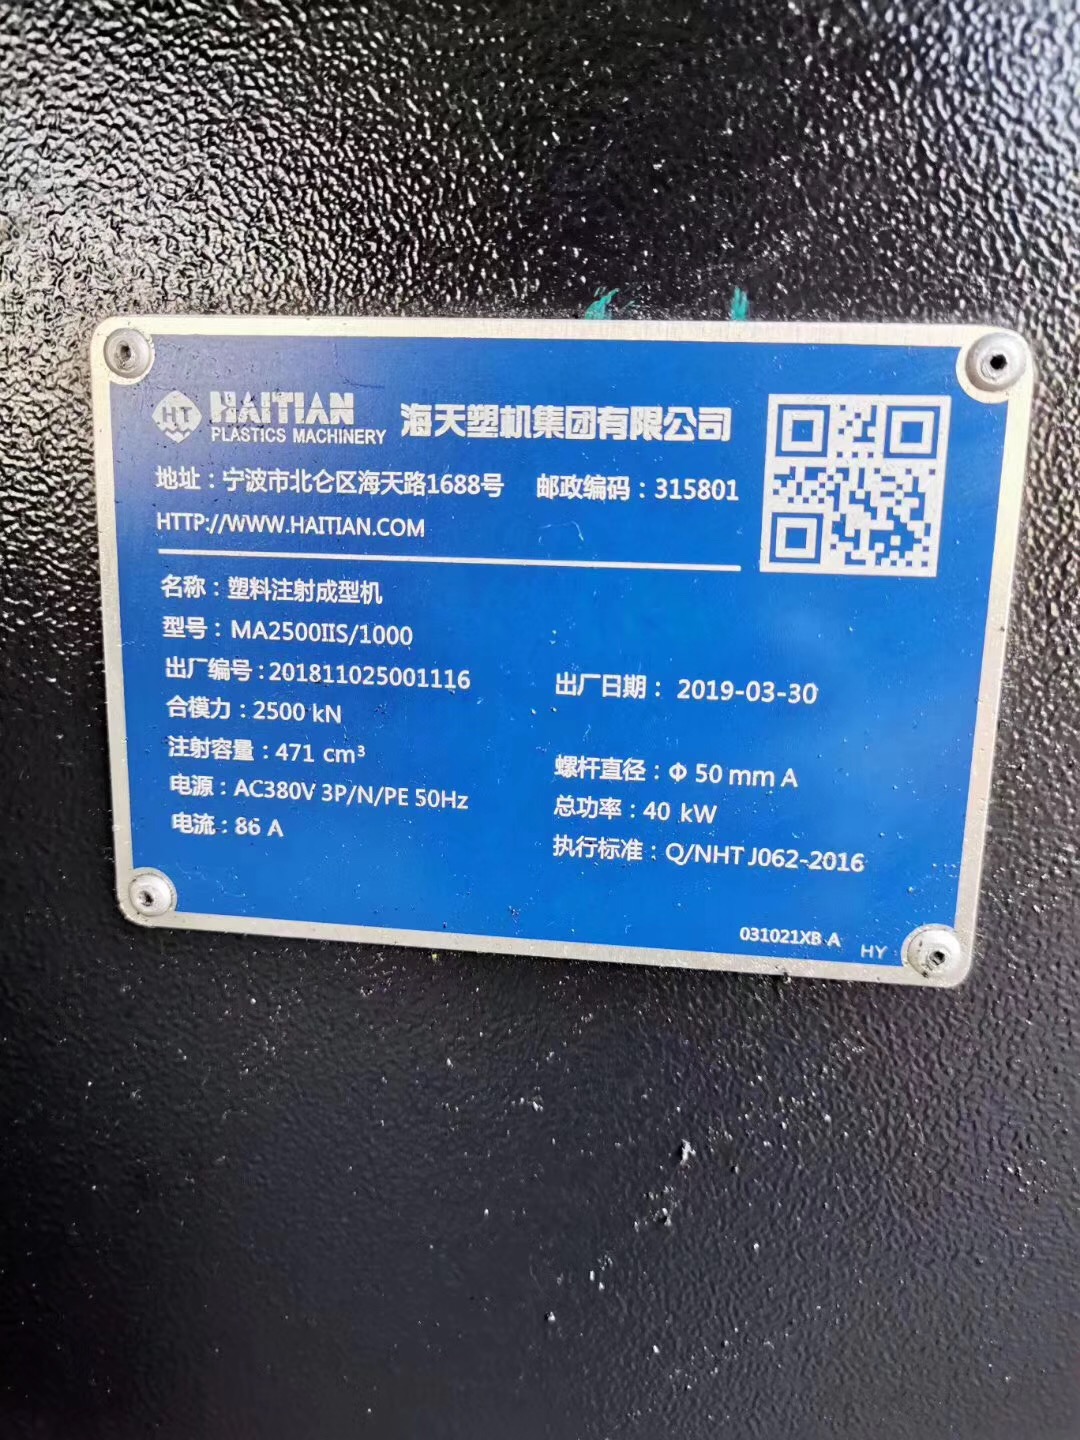 HT HAITIAN
PLASTICS MACHINERY 海天塑机集团有限公司
地址：宁波市北仑区海天路1688号 邮政编码：315801
HTTP://WWW.HAITIAN.COM
名称：塑料注射成型机
型号：MA2500IIS/1000
出厂编号：201811025001116 出厂日期： 2019-03-30
合模力：2500 kN
注射容量：471 cm³ 螺杆直径：Φ 50 mm A
电源：AC380V 3P/N/PE 50Hz 总功率：40 kW
电流：86 A 执行标准：Q/NHT J062-2016
031021XB A HY